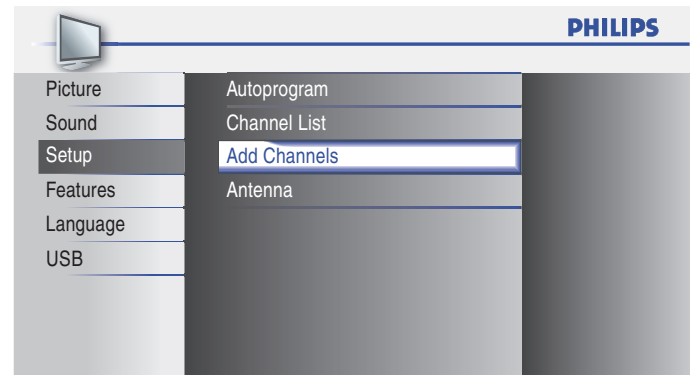 PHILIPS
Picture
Sound
Setup
Features
Language
USB
Autoprogram
Channel List
Add Channels
Antenna